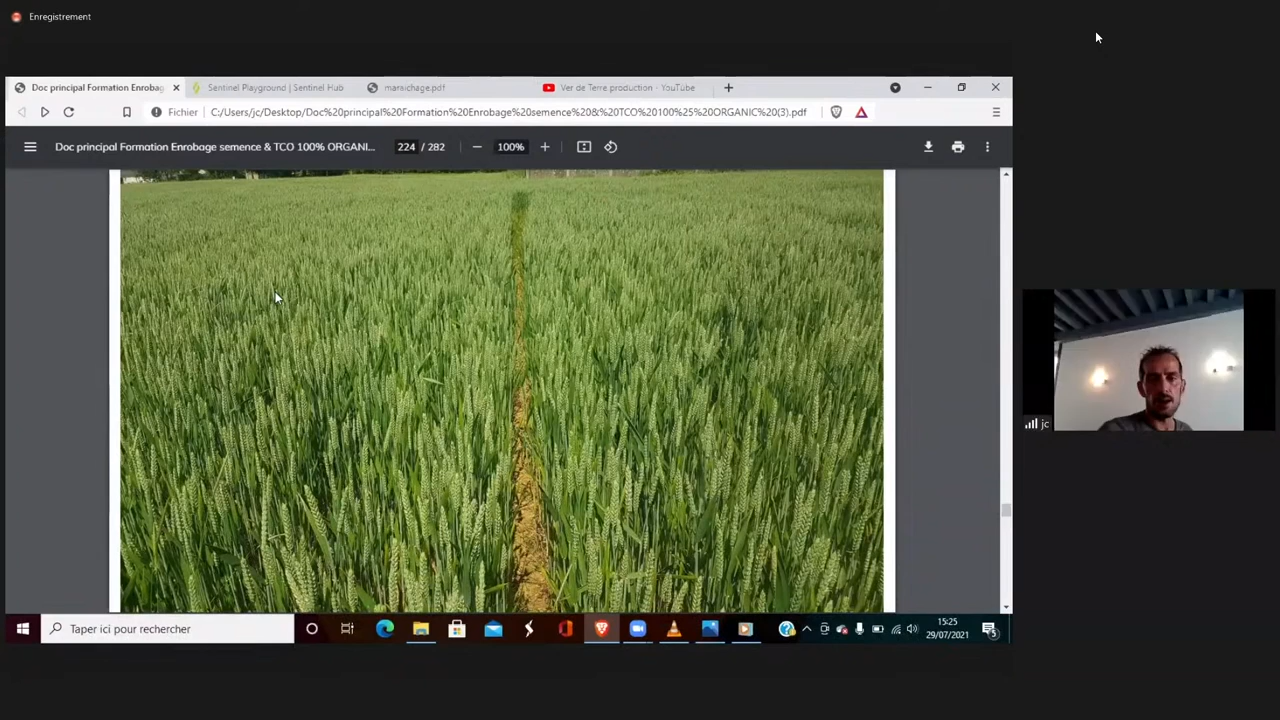 Enregistrement
Doc principal Formation Enroba
Sentinel Playground | Sentinel Hub
maraichage.pdf
Ver de Terre production - YouTube
Fichier
C:/Users/jc/Desktop/Doc%20principal%20Formation%20Enrobage%20semence%20&%20TCO%20100%25%20ORGANIC%20(3).pdf
Doc principal Formation Enrobage semence & TCO 100% ORGANI...
224 / 282
100%
jc
Taper ici pour rechercher
15:25
29/07/2021
5